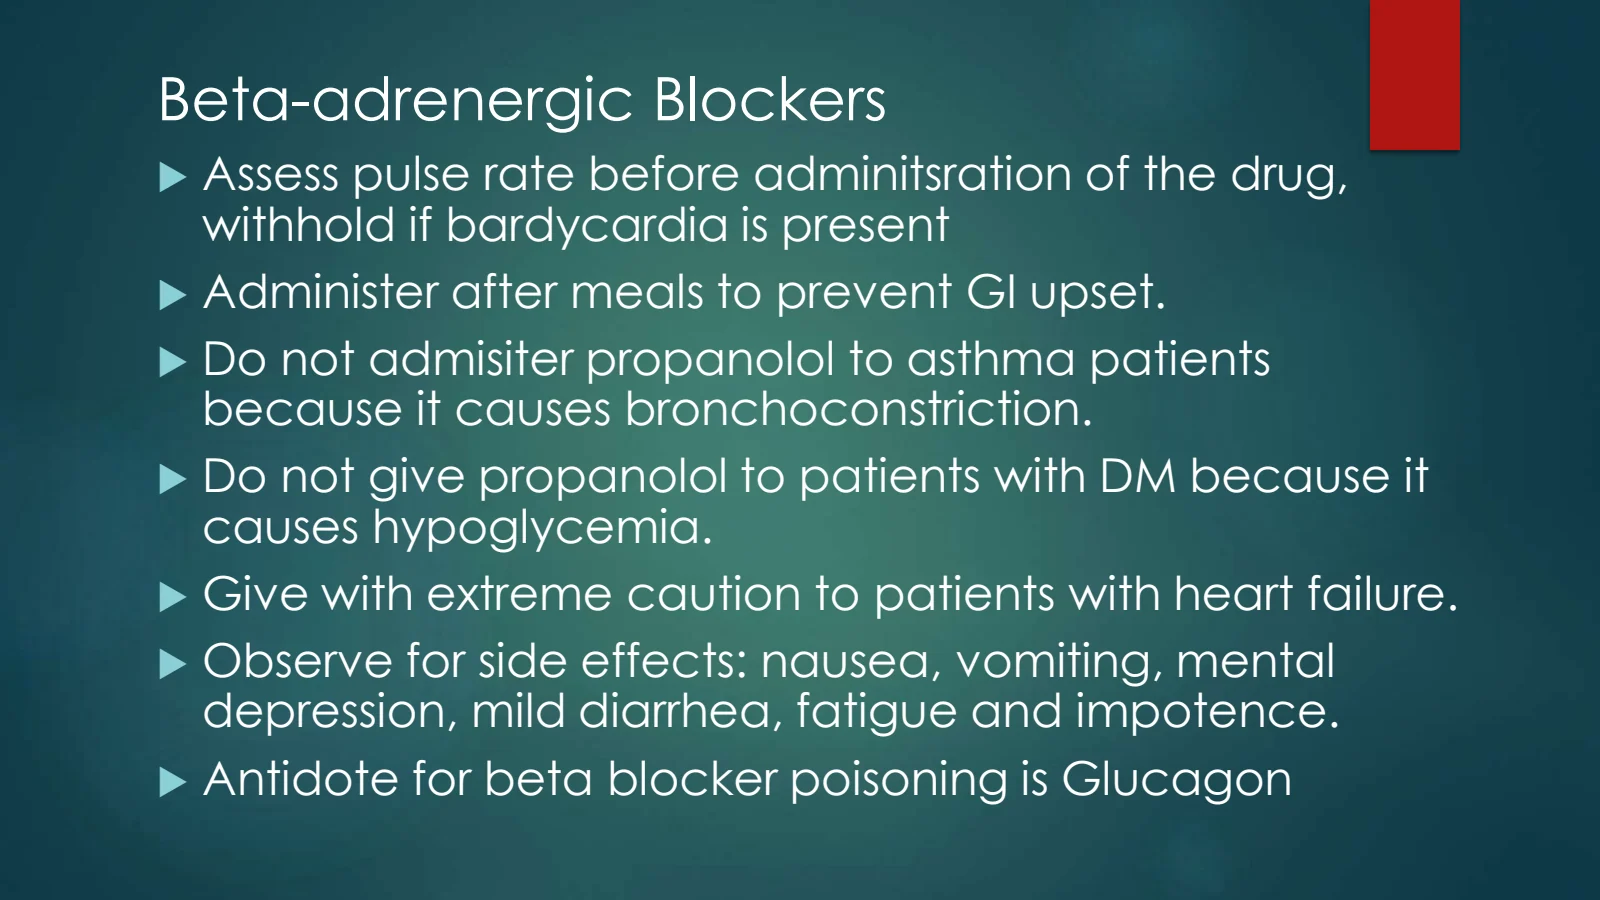 Beta-adrenergic Blockers
Assess pulse rate before adminitsration of the drug,
withhold if bardycardia is present
Administer after meals to prevent GI upset.
Do not admisiter propanolol to asthma patients
because it causes bronchoconstriction.
Do not give propanolol to patients with DM because it
causes hypoglycemia.
Give with extreme caution to patients with heart failure.
Observe for side effects: nausea, vomiting, mental
depression, mild diarrhea, fatigue and impotence.
Antidote for beta blocker poisoning is Glucagon